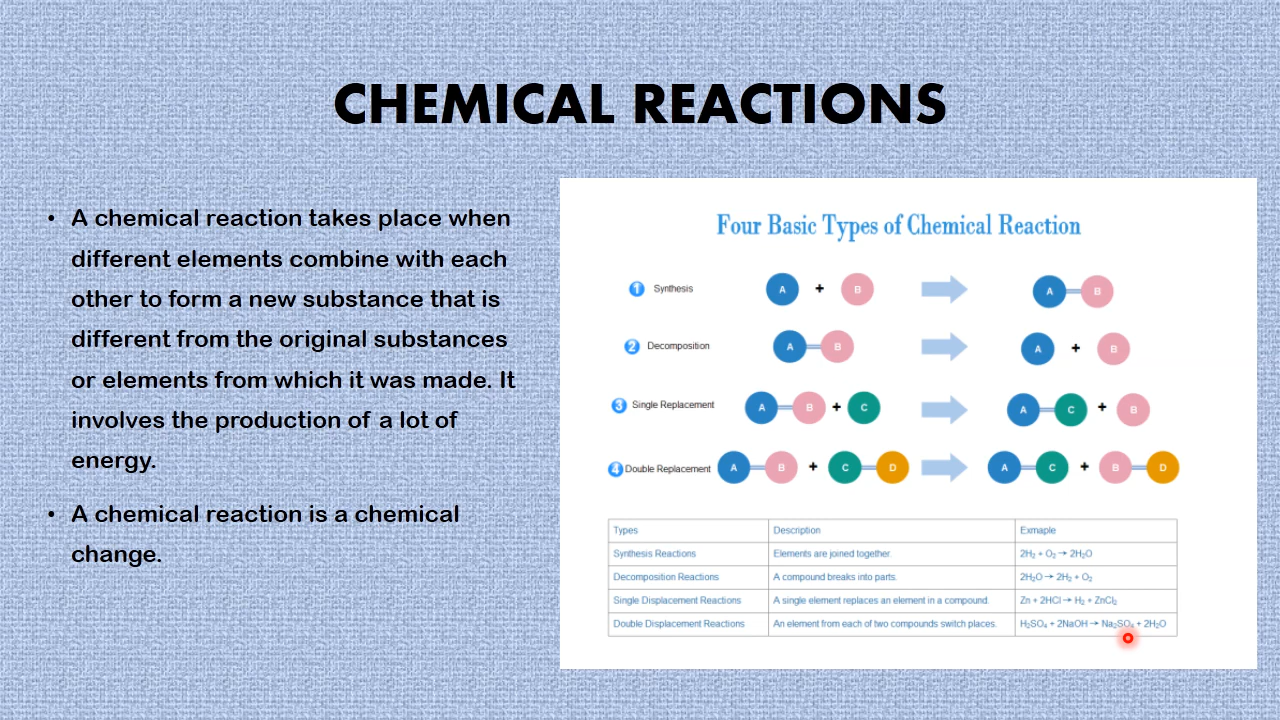 CHEMICAL REACTIONS
• A chemical reaction takes place when
different elements combine with each
other to form a new substance that is
different from the original substances
or elements from which it was made. It
involves the production of a lot of
energy.
• A chemical reaction is a chemical
change.
Four Basic Types of Chemical Reaction
1 Synthesis A + B A B
2 Decomposition A B A + B
3 Single Replacement A B + C A C + B
4 Double Replacement A B + C D A C + B D
Types Description Exmaple
Synthesis Reactions Elements are joined together. 2H₂ + O₂ → 2H₂O
Decomposition Reactions A compound breaks into parts. 2H₂O → 2H₂ + O₂
Single Displacement Reactions A single element replaces an element in a compound. Zn + 2HCl → H₂ + ZnCl₂
Double Displacement Reactions An element from each of two compounds switch places. H₂SO₄ + 2NaOH → Na₂SO₄ + 2H₂O